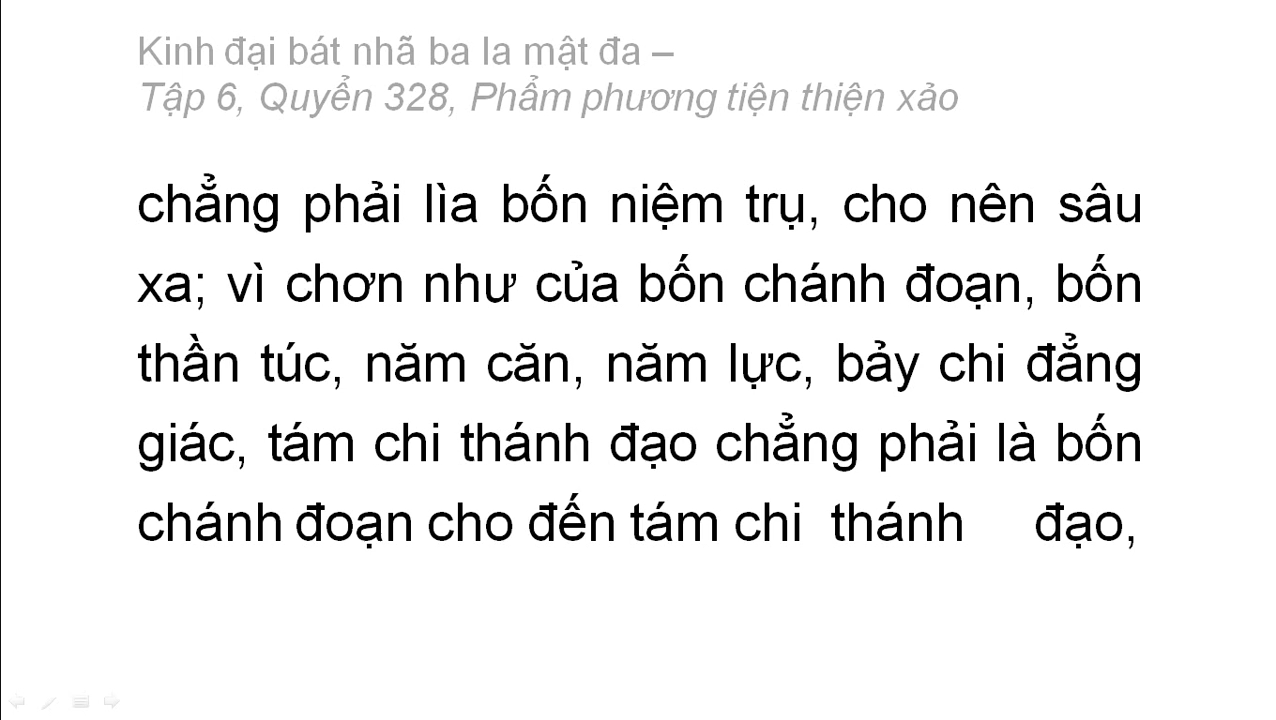 Kinh đại bát nhã ba la mật đa –
Tập 6, Quyển 328, Phẩm phương tiện thiện xảo
chẳng phải lìa bốn niệm trụ, cho nên sâu
xa; vì chơn như của bốn chánh đoạn, bốn
thần túc, năm căn, năm lực, bảy chi đẳng
giác, tám chi thánh đạo chẳng phải là bốn
chánh đoạn cho đến tám chi thánh đạo,